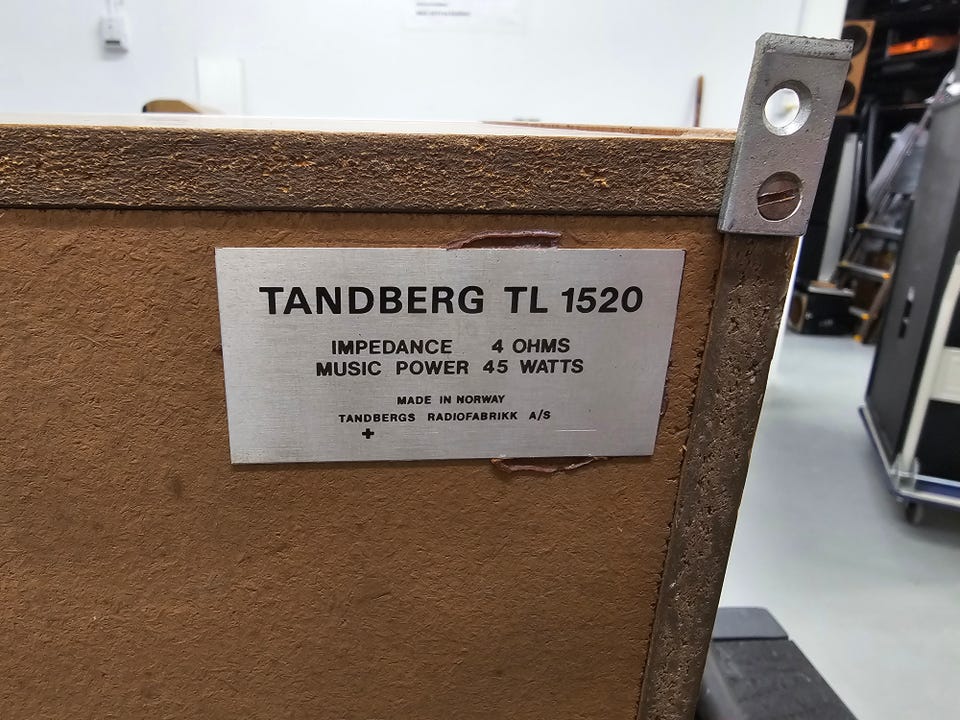 TANDBERG TL 1520
IMPEDANCE 4 OHMS
MUSIC POWER 45 WATTS
MADE IN NORWAY
TANDBERGS RADIOFABRIKK A/S
+